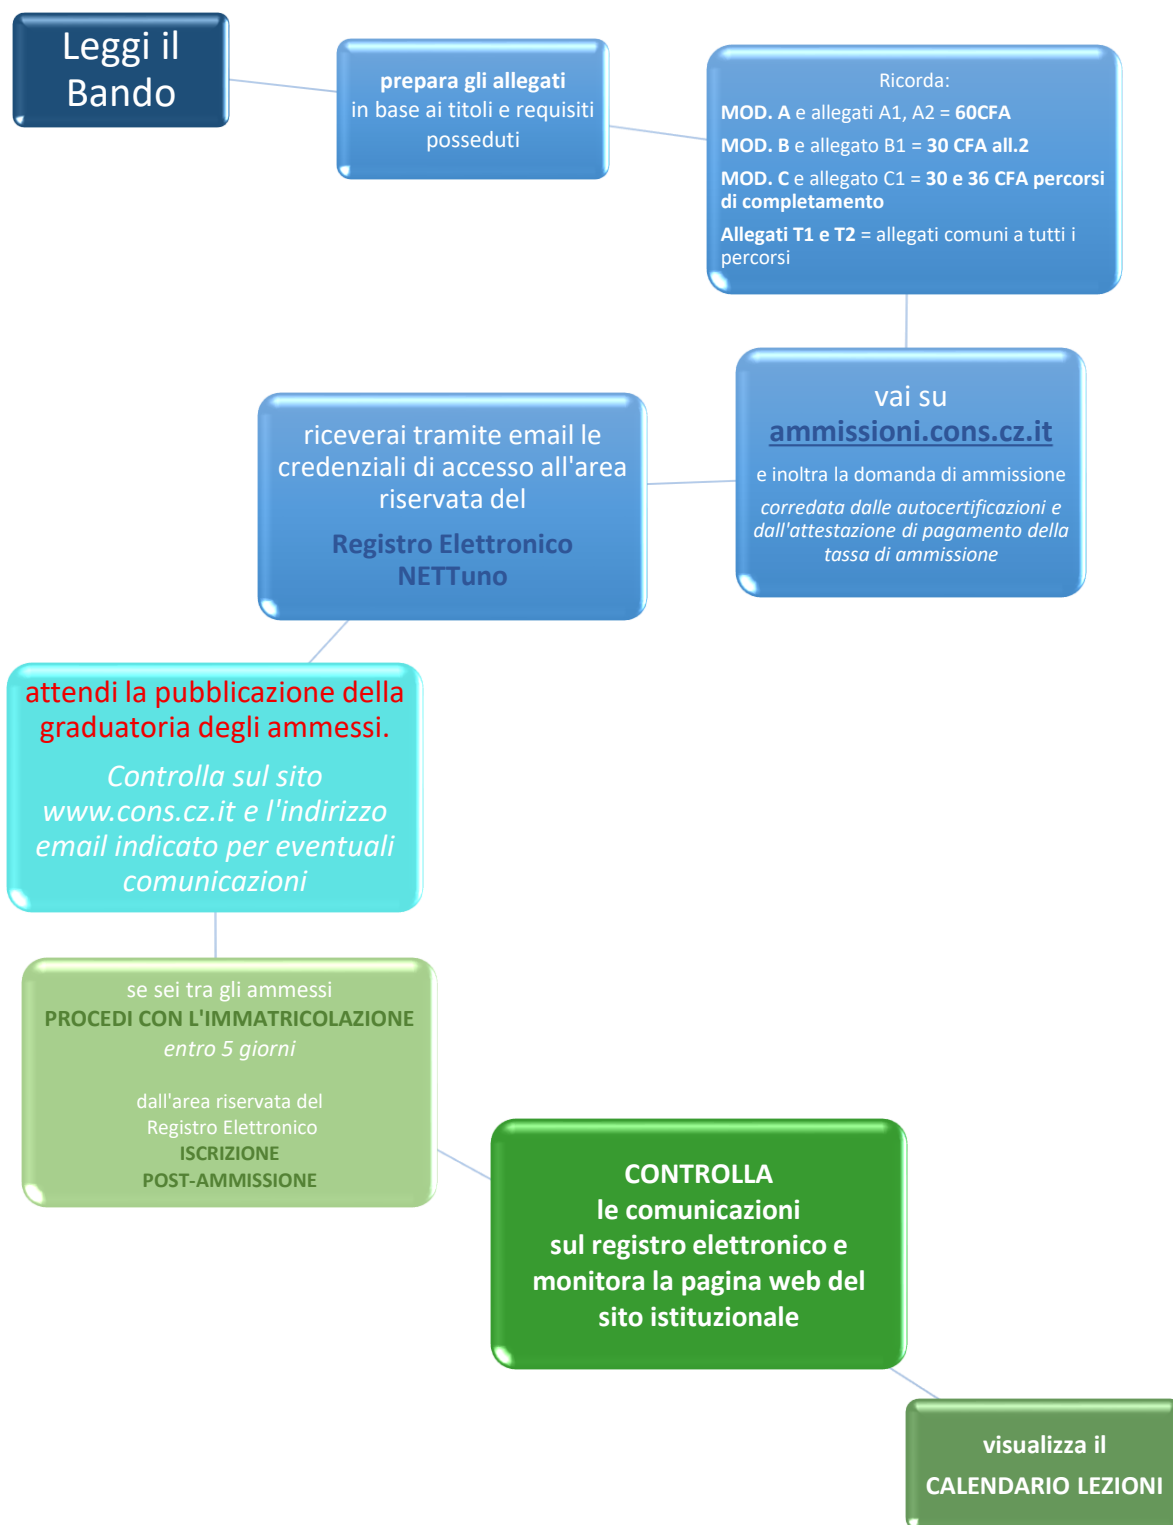 Leggi il
Bando
prepara gli allegati
in base ai titoli e requisiti
posseduti
Ricorda:
MOD. A e allegati A1, A2 = 60CFA
MOD. B e allegato B1 = 30 CFA all.2
MOD. C e allegato C1 = 30 e 36 CFA percorsi
di completamento
Allegati T1 e T2 = allegati comuni a tutti i
percorsi
vai su
ammissioni.cons.cz.it
e inoltra la domanda di ammissione
corredata dalle autocertificazioni e
dall'attestazione di pagamento della
tassa di ammissione
riceverai tramite email le
credenziali di accesso all'area
riservata del
Registro Elettronico
NETTuno
attendi la pubblicazione della
graduatoria degli ammessi.
Controlla sul sito
www.cons.cz.it e l'indirizzo
email indicato per eventuali
comunicazioni
se sei tra gli ammessi
PROCEDI CON L'IMMATRICOLAZIONE
entro 5 giorni
dall'area riservata del
Registro Elettronico
ISCRIZIONE
POST-AMMISSIONE
CONTROLLA
le comunicazioni
sul registro elettronico e
monitora la pagina web del
sito istituzionale
visualizza il
CALENDARIO LEZIONI